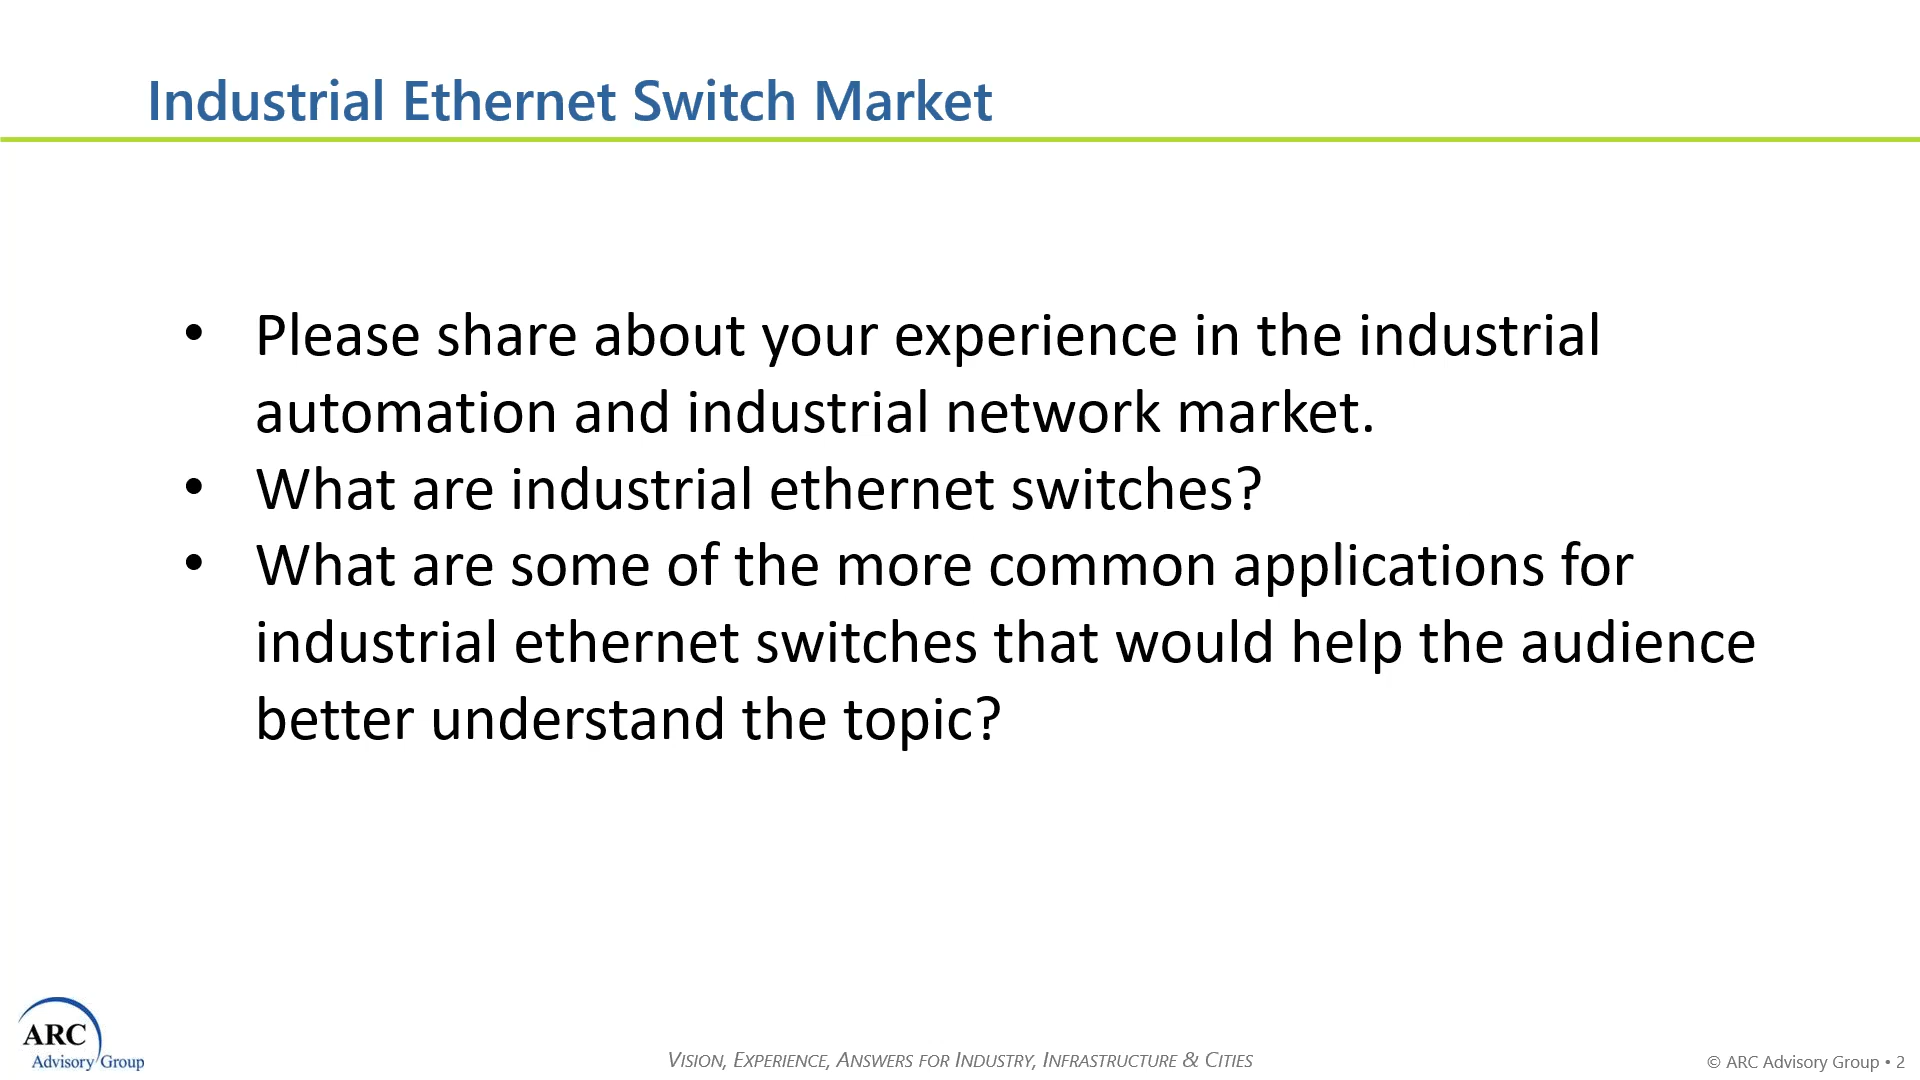 Industrial Ethernet Switch Market
• Please share about your experience in the industrial
automation and industrial network market.
• What are industrial ethernet switches?
• What are some of the more common applications for
industrial ethernet switches that would help the audience
better understand the topic?
ARC
Advisory Group
VISION, EXPERIENCE, ANSWERS FOR INDUSTRY, INFRASTRUCTURE & CITIES
© ARC Advisory Group • 2